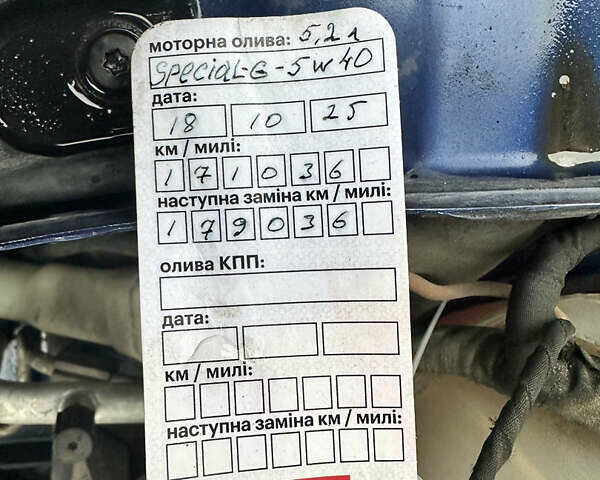 моторна олива: 5,2 л
Special-G-5w40
дата:
18 10 25
км / милі:
171036
наступна заміна км / милі:
179036
олива КПП:
дата:
км / милі:
наступна заміна км / милі: